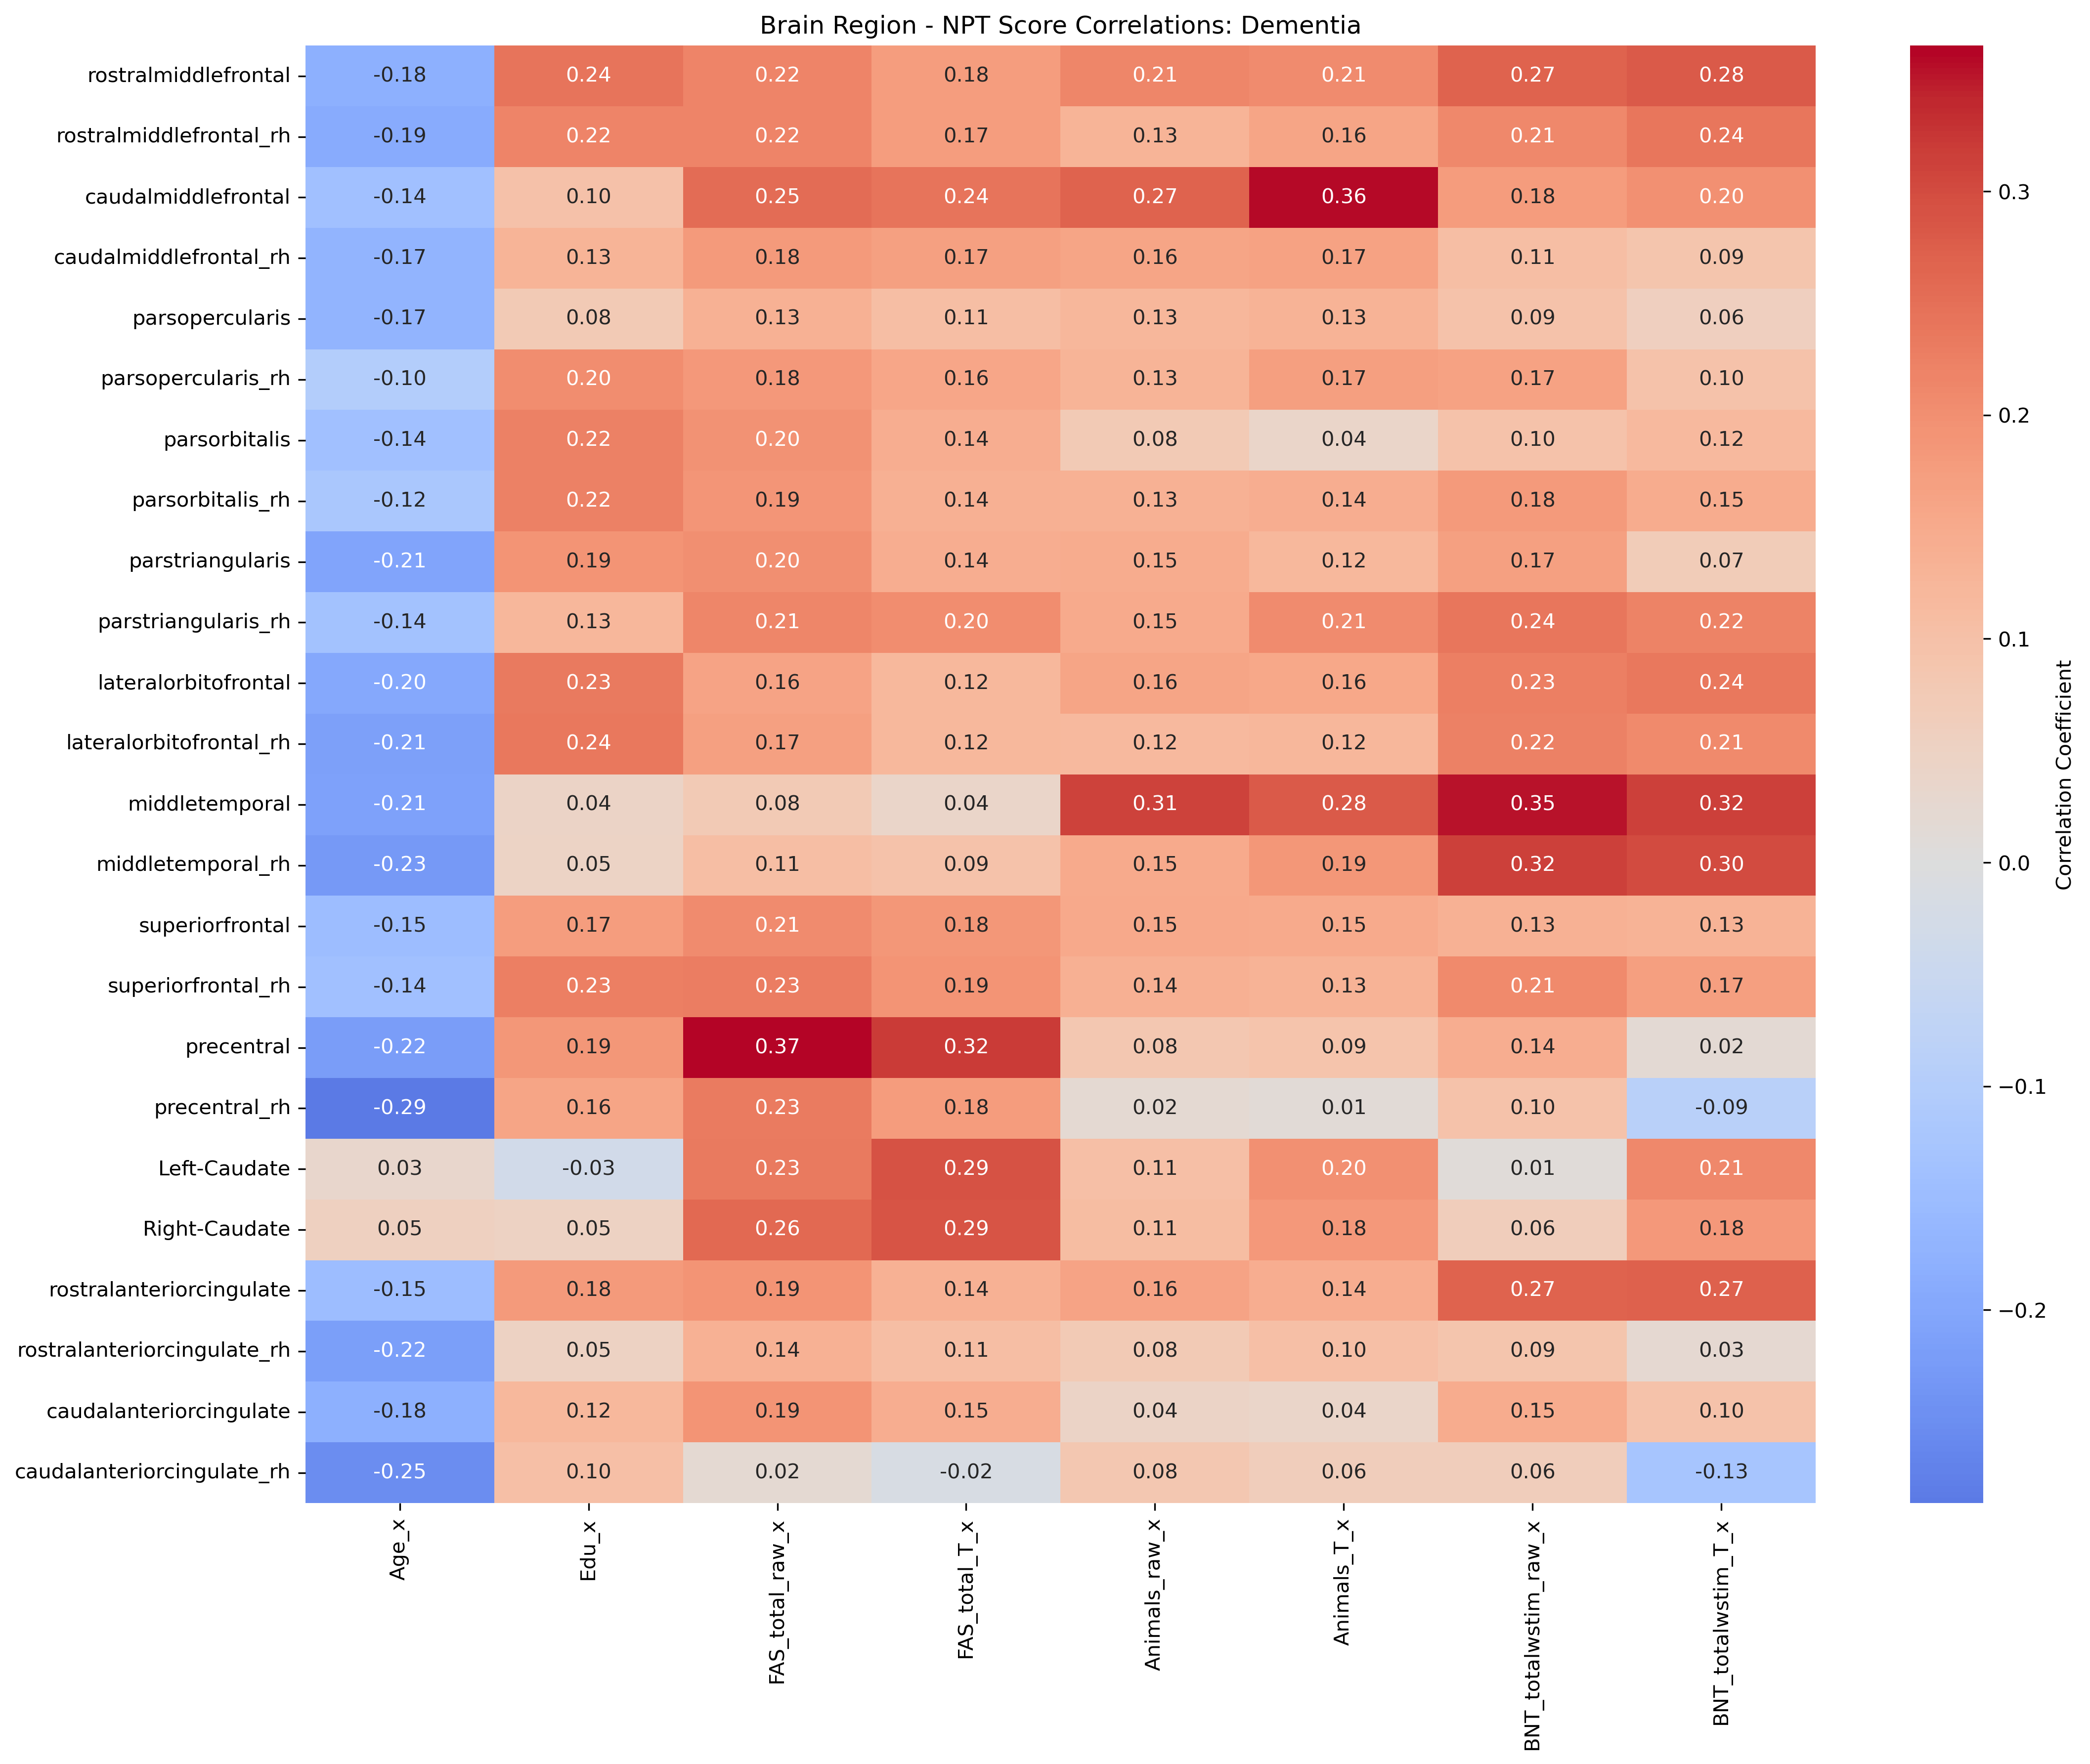 Brain Region - NPT Score Correlations: Dementia
rostralmiddlefrontal -0.18 0.24 0.22 0.18 0.21 0.21 0.27 0.28
rostralmiddlefrontal_rh -0.19 0.22 0.22 0.17 0.13 0.16 0.21 0.24
caudalmiddlefrontal -0.14 0.10 0.25 0.24 0.27 0.36 0.18 0.20
caudalmiddlefrontal_rh -0.17 0.13 0.18 0.17 0.16 0.17 0.11 0.09
parsopercularis -0.17 0.08 0.13 0.11 0.13 0.13 0.09 0.06
parsopercularis_rh -0.10 0.20 0.18 0.16 0.13 0.17 0.17 0.10
parsorbitalis -0.14 0.22 0.20 0.14 0.08 0.04 0.10 0.12
parsorbitalis_rh -0.12 0.22 0.19 0.14 0.13 0.14 0.18 0.15
parstriangularis -0.21 0.19 0.20 0.14 0.15 0.12 0.17 0.07
parstriangularis_rh -0.14 0.13 0.21 0.20 0.15 0.21 0.24 0.22
lateralorbitofrontal -0.20 0.23 0.16 0.12 0.16 0.16 0.23 0.24
lateralorbitofrontal_rh -0.21 0.24 0.17 0.12 0.12 0.12 0.22 0.21
middletemporal -0.21 0.04 0.08 0.04 0.31 0.28 0.35 0.32
middletemporal_rh -0.23 0.05 0.11 0.09 0.15 0.19 0.32 0.30
superiorfrontal -0.15 0.17 0.21 0.18 0.15 0.15 0.13 0.13
superiorfrontal_rh -0.14 0.23 0.23 0.19 0.14 0.13 0.21 0.17
precentral -0.22 0.19 0.37 0.32 0.08 0.09 0.14 0.02
precentral_rh -0.29 0.16 0.23 0.18 0.02 0.01 0.10 -0.09
Left-Caudate 0.03 -0.03 0.23 0.29 0.11 0.20 0.01 0.21
Right-Caudate 0.05 0.05 0.26 0.29 0.11 0.18 0.06 0.18
rostralanteriorcingulate -0.15 0.18 0.19 0.14 0.16 0.14 0.27 0.27
rostralanteriorcingulate_rh -0.22 0.05 0.14 0.11 0.08 0.10 0.09 0.03
caudalanteriorcingulate -0.18 0.12 0.19 0.15 0.04 0.04 0.15 0.10
caudalanteriorcingulate_rh -0.25 0.10 0.02 -0.02 0.08 0.06 0.06 -0.13
Age_x
Edu_x
FAS_total_raw_x
FAS_total_T_x
Animals_raw_x
Animals_T_x
BNT_totalwstim_raw_x
BNT_totalwstim_T_x
0.3
0.2
0.1
0.0
−0.1
−0.2
Correlation Coefficient